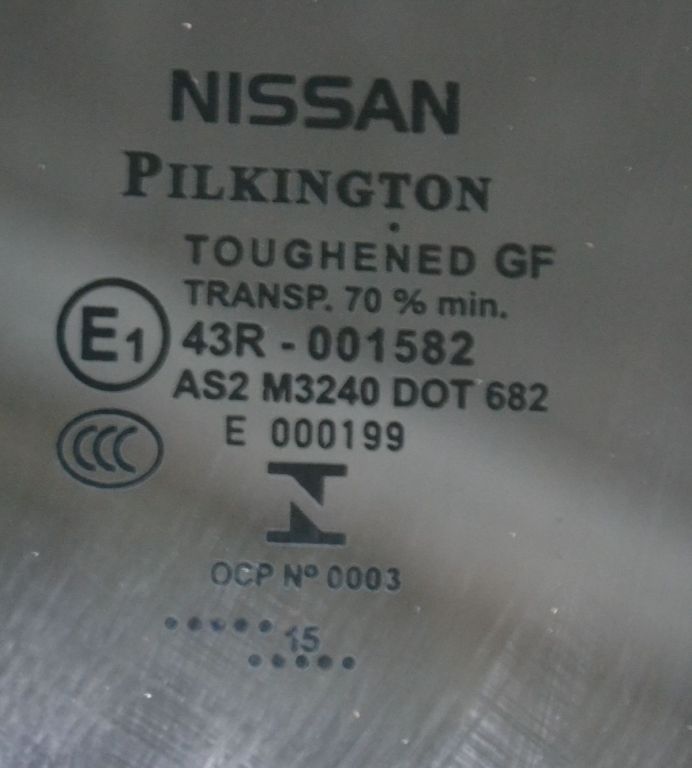 NISSAN
PILKINGTON
TOUGHENED GF
TRANSP. 70 % min.
E1 43R - 001582
AS2 M3240 DOT 682
CCC E 000199
OCP Nº 0003
15